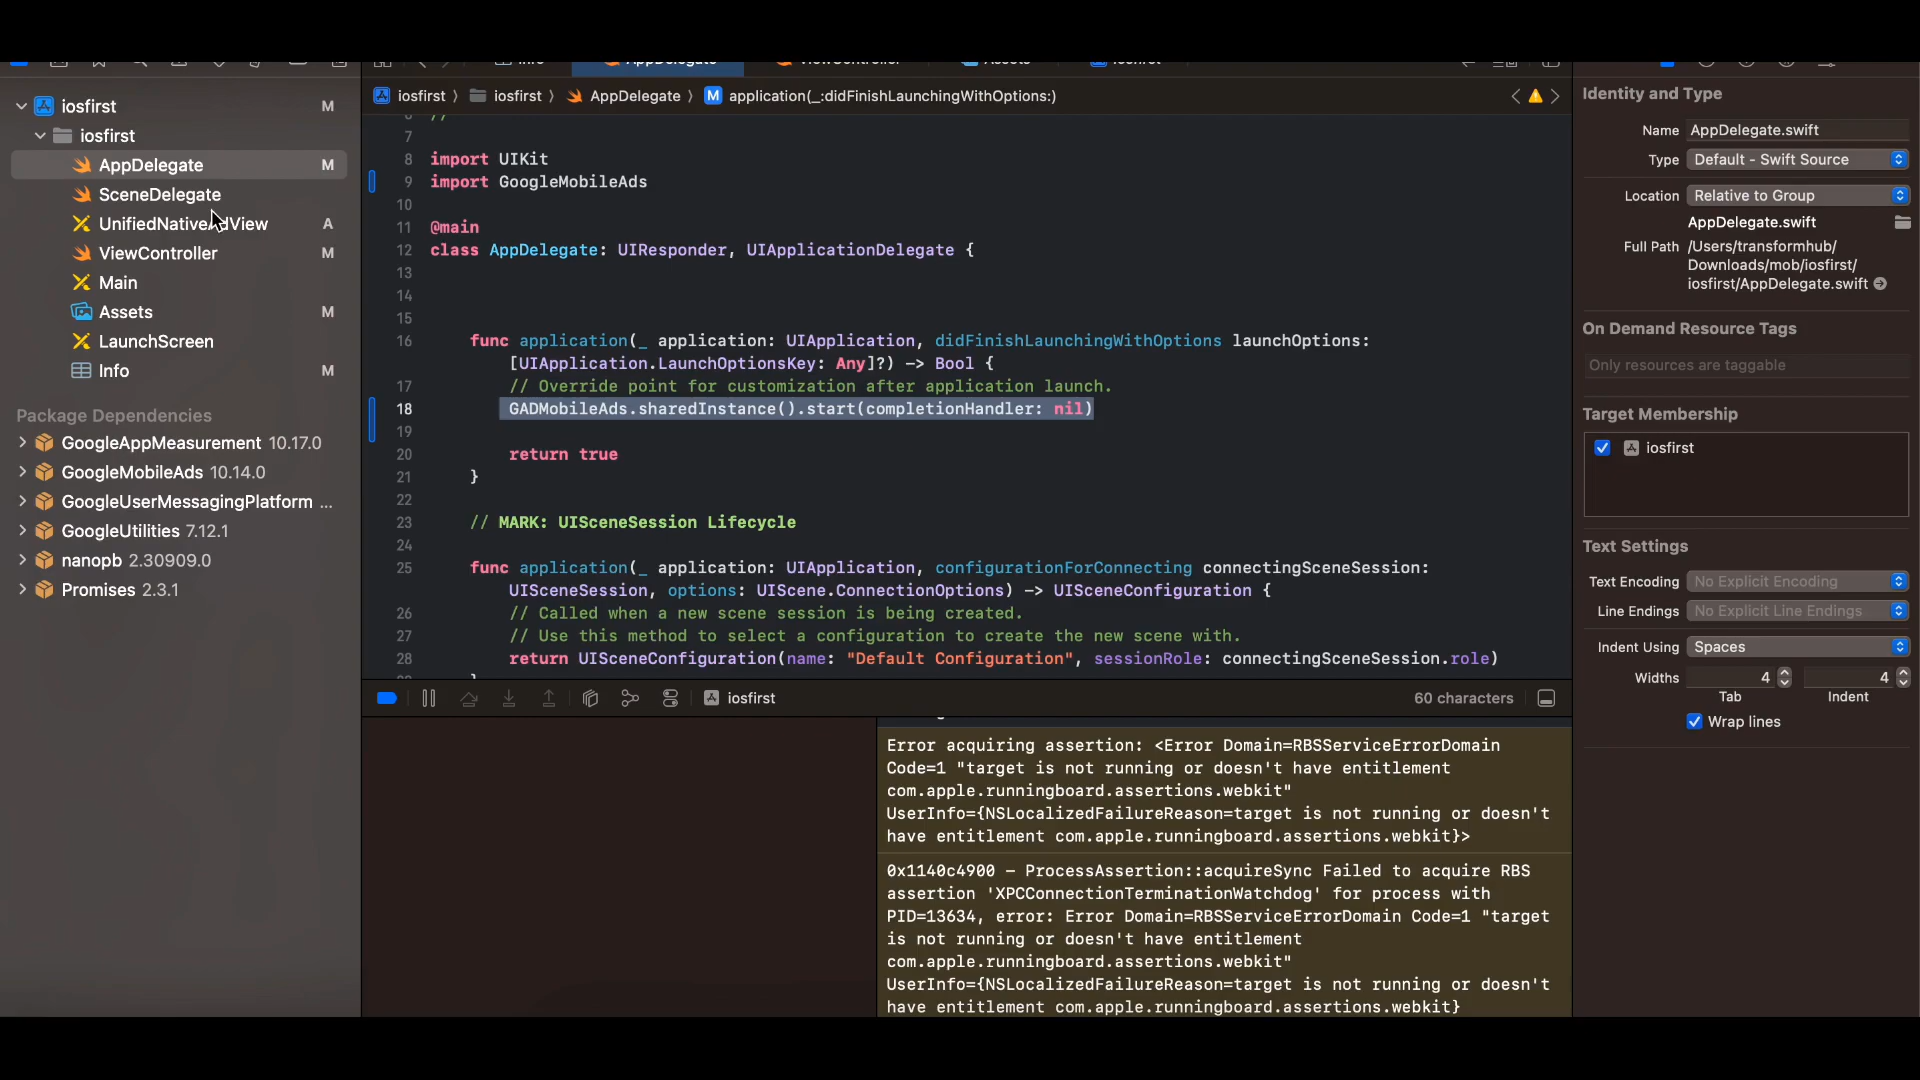 Info
AppDelegate
ViewController
Assets
iosfirst
iosfirst M
iosfirst
AppDelegate M
SceneDelegate
UnifiedNativeAdView A
ViewController M
Main
Assets M
LaunchScreen
Info M
Package Dependencies
GoogleAppMeasurement 10.17.0
GoogleMobileAds 10.14.0
GoogleUserMessagingPlatform ...
GoogleUtilities 7.12.1
nanopb 2.30909.0
Promises 2.3.1
iosfirst ⟩ iosfirst ⟩ AppDelegate ⟩ M application(_:didFinishLaunchingWithOptions:)
6 //
7
8 import UIKit
9 import GoogleMobileAds
10
11 @main
12 class AppDelegate: UIResponder, UIApplicationDelegate {
13
14
15
16 func application(_ application: UIApplication, didFinishLaunchingWithOptions launchOptions:
[UIApplication.LaunchOptionsKey: Any]?) -> Bool {
17 // Override point for customization after application launch.
18 GADMobileAds.sharedInstance().start(completionHandler: nil)
19
20 return true
21 }
22
23 // MARK: UISceneSession Lifecycle
24
25 func application(_ application: UIApplication, configurationForConnecting connectingSceneSession:
UISceneSession, options: UIScene.ConnectionOptions) -> UISceneConfiguration {
26 // Called when a new scene session is being created.
27 // Use this method to select a configuration to create the new scene with.
28 return UISceneConfiguration(name: "Default Configuration", sessionRole: connectingSceneSession.role)
iosfirst
60 characters
Error acquiring assertion: <Error Domain=RBSServiceErrorDomain
Code=1 "target is not running or doesn't have entitlement
com.apple.runningboard.assertions.webkit"
UserInfo={NSLocalizedFailureReason=target is not running or doesn't
have entitlement com.apple.runningboard.assertions.webkit}>
0x1140c4900 - ProcessAssertion::acquireSync Failed to acquire RBS
assertion 'XPCConnectionTerminationWatchdog' for process with
PID=13634, error: Error Domain=RBSServiceErrorDomain Code=1 "target
is not running or doesn't have entitlement
com.apple.runningboard.assertions.webkit"
UserInfo={NSLocalizedFailureReason=target is not running or doesn't
have entitlement com.apple.runningboard.assertions.webkit}
Identity and Type
Name AppDelegate.swift
Type Default - Swift Source
Location Relative to Group
AppDelegate.swift
Full Path /Users/transformhub/
Downloads/mob/iosfirst/
iosfirst/AppDelegate.swift
On Demand Resource Tags
Only resources are taggable
Target Membership
iosfirst
Text Settings
Text Encoding No Explicit Encoding
Line Endings No Explicit Line Endings
Indent Using Spaces
Widths 4 4
Tab Indent
Wrap lines